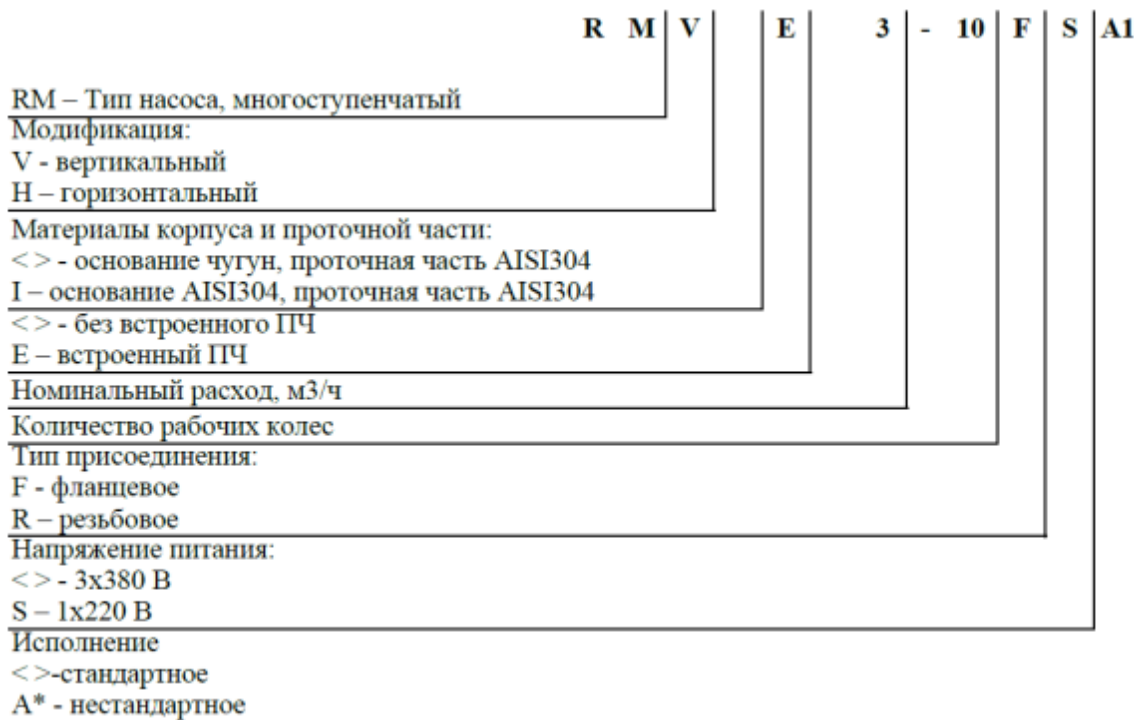 R M V E 3 - 10 F S A1
RM – Тип насоса, многоступенчатый
Модификация:
V - вертикальный
H – горизонтальный
Материалы корпуса и проточной части:
< > - основание чугун, проточная часть AISI304
I – основание AISI304, проточная часть AISI304
< > - без встроенного ПЧ
E – встроенный ПЧ
Номинальный расход, м3/ч
Количество рабочих колес
Тип присоединения:
F - фланцевое
R – резьбовое
Напряжение питания:
< > - 3х380 В
S – 1х220 В
Исполнение
< >-стандартное
A* - нестандартное